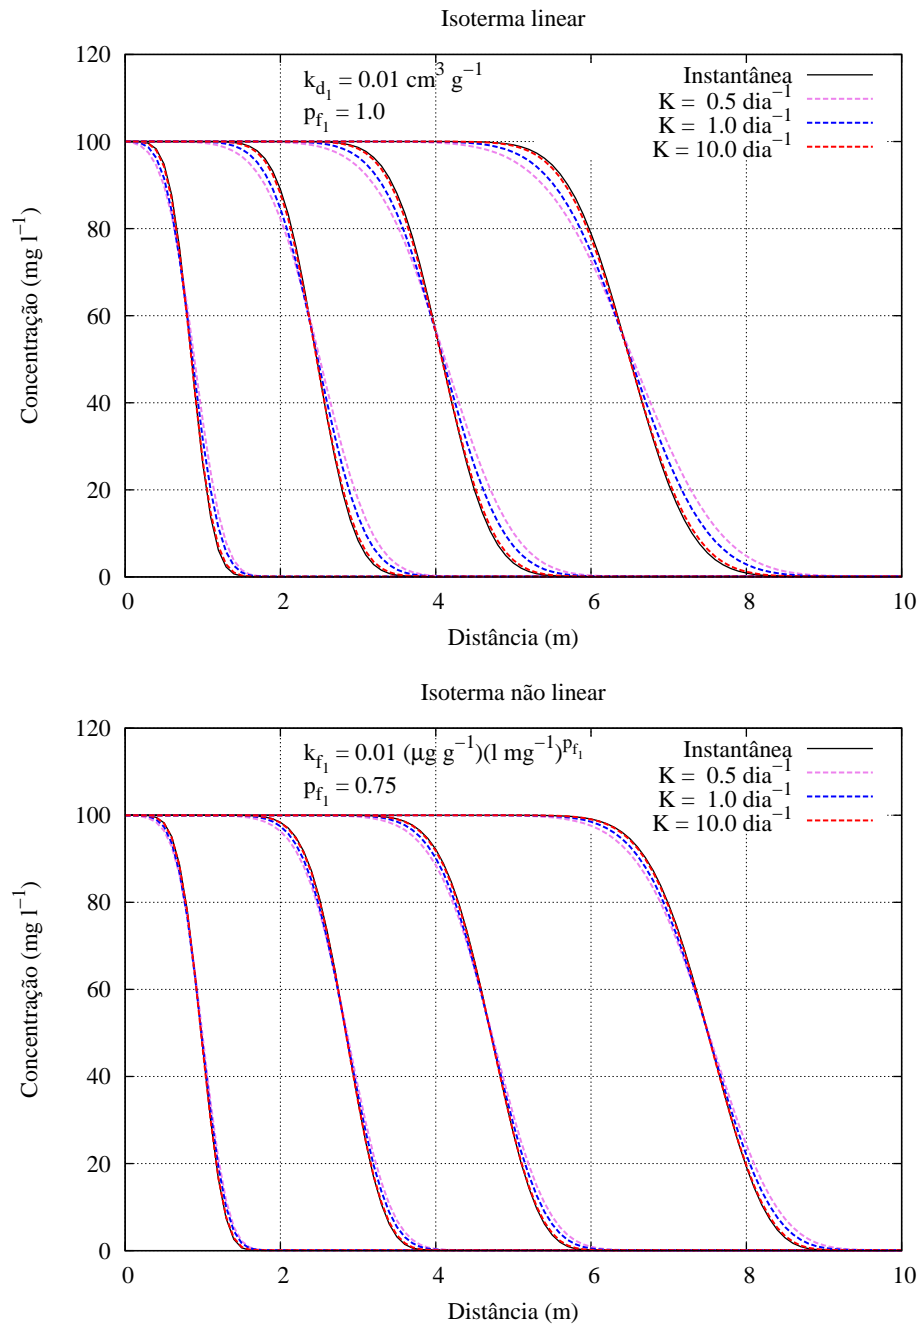 Isoterma linear
120
100
80
60
40
20
0
Concentração (mg l⁻¹)
k_d₁ = 0.01 cm³ g⁻¹
p_f₁ = 1.0
Instantânea
K = 0.5 dia⁻¹
K = 1.0 dia⁻¹
K = 10.0 dia⁻¹
0 2 4 6 8 10
Distância (m)
Isoterma não linear
120
100
80
60
40
20
0
Concentração (mg l⁻¹)
k_f₁ = 0.01 (μg g⁻¹)(l mg⁻¹)^p_f₁
p_f₁ = 0.75
Instantânea
K = 0.5 dia⁻¹
K = 1.0 dia⁻¹
K = 10.0 dia⁻¹
0 2 4 6 8 10
Distância (m)